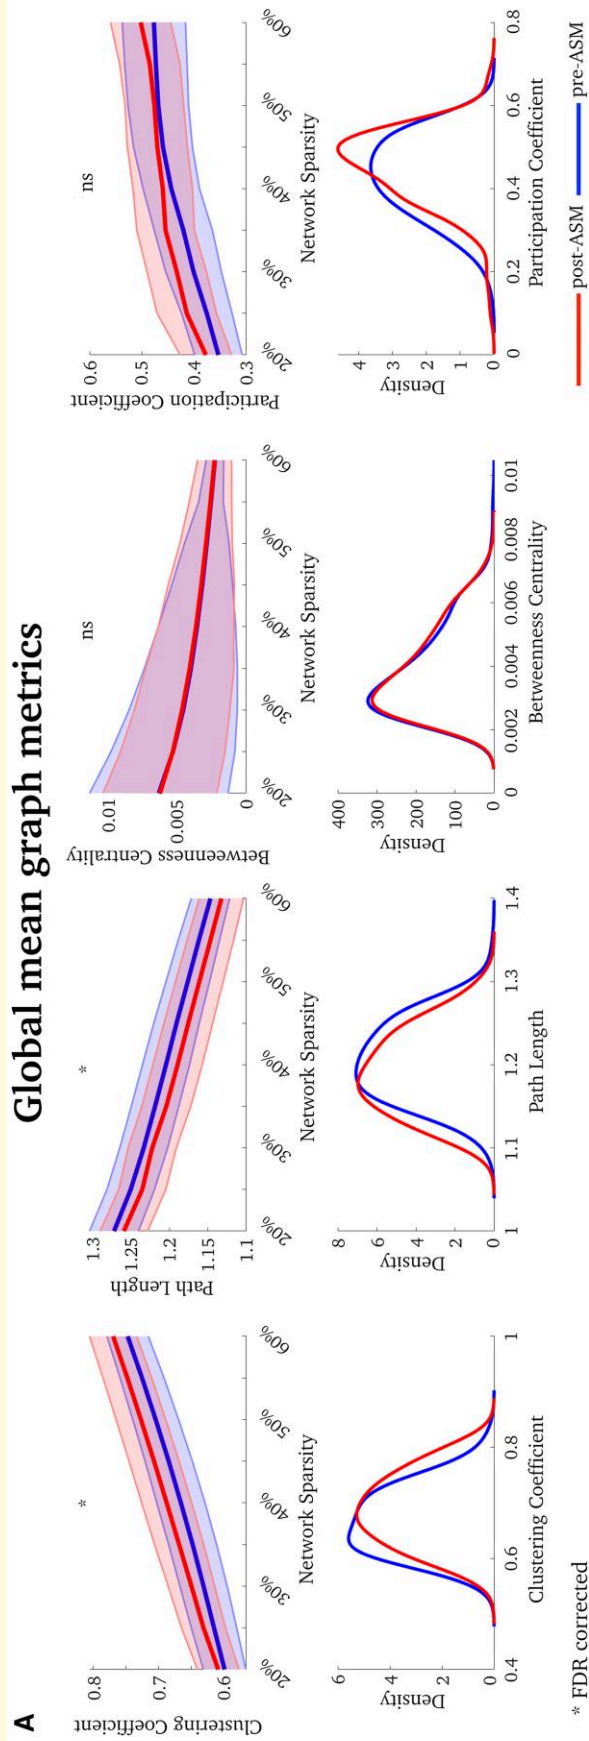 A
Global mean graph metrics
Clustering Coefficient
0.8
0.7
0.6
*
20% 30% 40% 50% 60%
Network Sparsity
Path Length
1.3
1.25
1.2
1.15
1.1
*
20% 30% 40% 50% 60%
Network Sparsity
Betweenness Centrality
0.01
0.005
0
ns
20% 30% 40% 50% 60%
Network Sparsity
Participation Coefficient
0.6
0.5
0.4
0.3
ns
20% 30% 40% 50% 60%
Network Sparsity
Density
6
4
2
0
0.4 0.6 0.8 1
Clustering Coefficient
Density
8
6
4
2
0
1 1.1 1.2 1.3 1.4
Path Length
Density
400
300
200
100
0
0 0.002 0.004 0.006 0.008 0.01
Betweenness Centrality
Density
4
3
2
1
0
0 0.2 0.4 0.6 0.8
Participation Coefficient
* FDR corrected
post-ASM pre-ASM